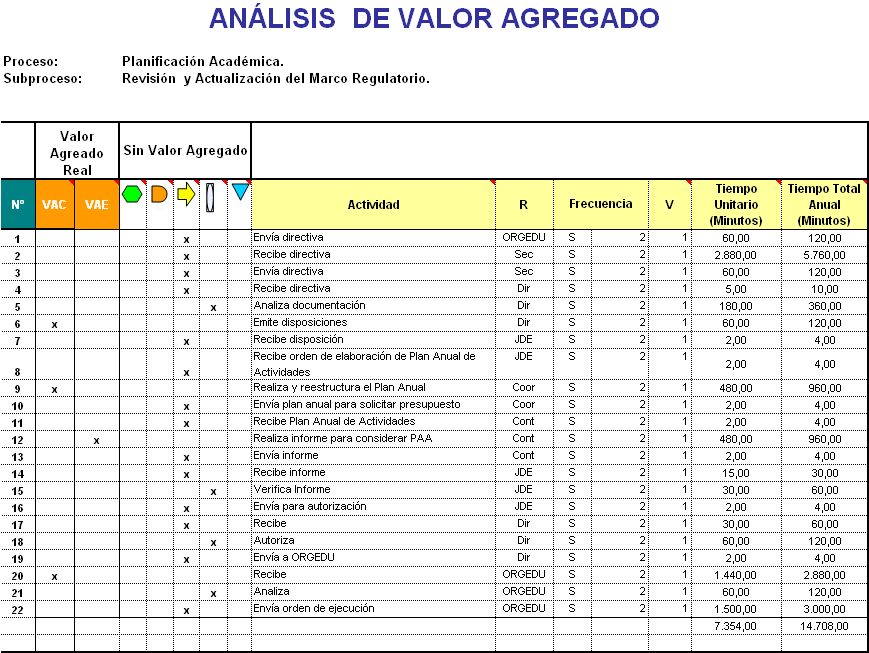 ANÁLISIS DE VALOR AGREGADO
Proceso: Planificación Académica.
Subproceso: Revisión y Actualización del Marco Regulatorio.
Valor Agreado Real Sin Valor Agregado
Nº VAC VAE Actividad R Frecuencia V Tiempo Unitario (Minutos) Tiempo Total Anual (Minutos)
1 x Envía directiva ORGEDU S 2 1 60,00 120,00
2 x Recibe directiva Sec S 2 1 2.880,00 5.760,00
3 x Envía directiva Sec S 2 1 60,00 120,00
4 x Recibe directiva Dir S 2 1 5,00 10,00
5 x Analiza documentación Dir S 2 1 180,00 360,00
6 x Emite disposiciones Dir S 2 1 60,00 120,00
7 x Recibe disposición JDE S 2 1 2,00 4,00
8 x Recibe orden de elaboración de Plan Anual de Actividades JDE S 2 1 2,00 4,00
9 x Realiza y reestructura el Plan Anual Coor S 2 1 480,00 960,00
10 x Envía plan anual para solicitar presupuesto Coor S 2 1 2,00 4,00
11 x Recibe Plan Anual de Actividades Cont S 2 1 2,00 4,00
12 x Realiza informe para considerar PAA Cont S 2 1 480,00 960,00
13 x Envía informe Cont S 2 1 2,00 4,00
14 x Recibe informe JDE S 2 1 15,00 30,00
15 x Verifica Informe JDE S 2 1 30,00 60,00
16 x Envía para autorización JDE S 2 1 2,00 4,00
17 x Recibe Dir S 2 1 30,00 60,00
18 x Autoriza Dir S 2 1 60,00 120,00
19 x Envía a ORGEDU Dir S 2 1 2,00 4,00
20 x Recibe ORGEDU S 2 1 1.440,00 2.880,00
21 x Analiza ORGEDU S 2 1 60,00 120,00
22 x Envía orden de ejecución ORGEDU S 2 1 1.500,00 3.000,00
7.354,00 14.708,00